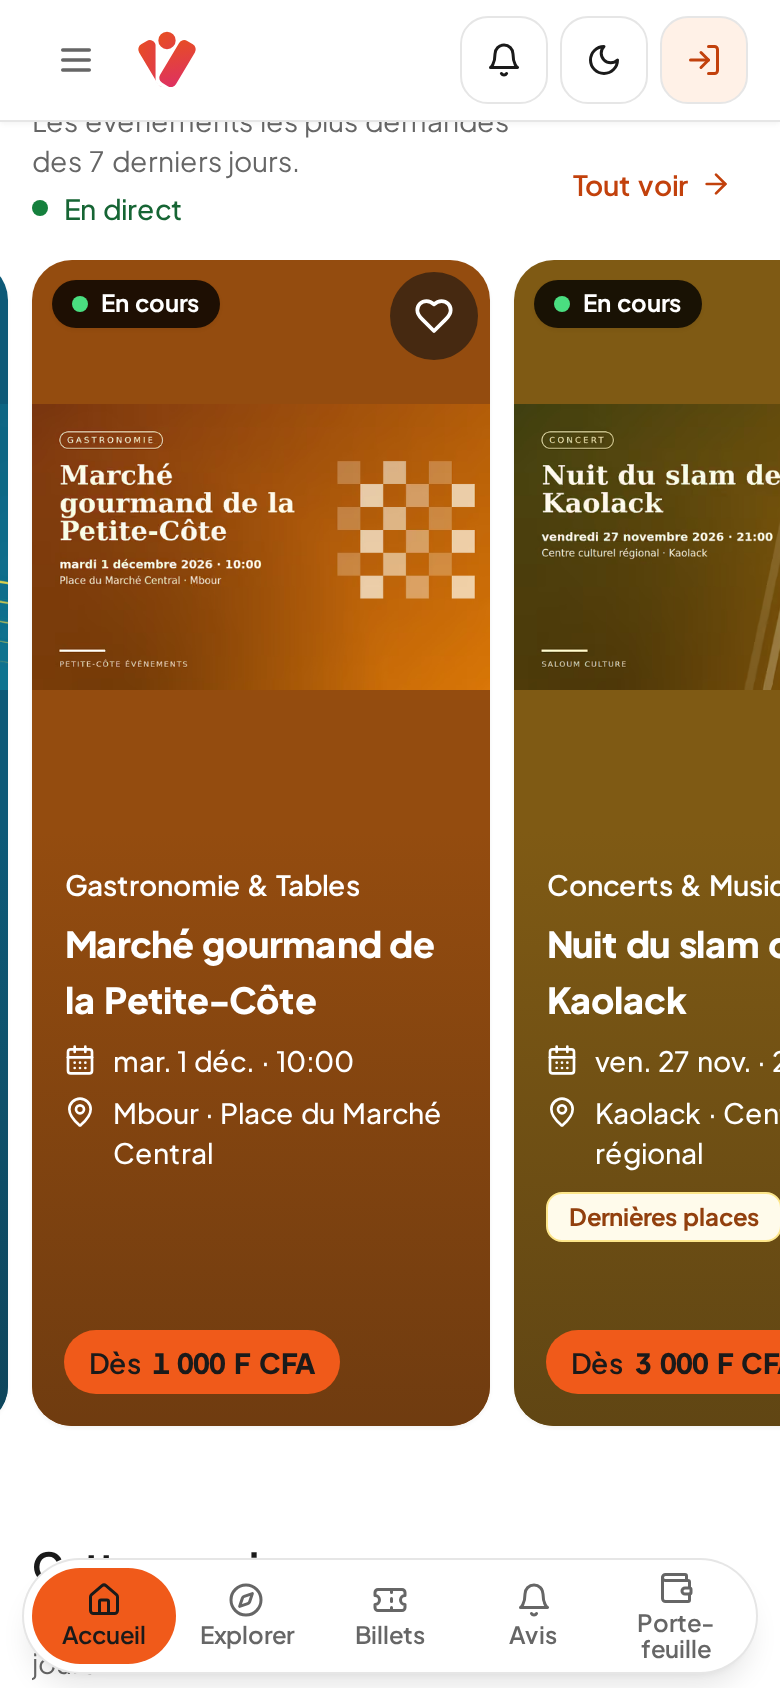 Les événements les plus demandés
des 7 derniers jours.
En direct
Tout voir
En cours
GASTRONOMIE
Marché
gourmand de la
Petite-Côte
mardi 1 décembre 2026 · 10:00
Place du Marché Central · Mbour
PETITE-CÔTE ÉVÉNEMENTS
Gastronomie & Tables
Marché gourmand de
la Petite-Côte
mar. 1 déc. · 10:00
Mbour · Place du Marché
Central
Dès 1 000 F CFA
En cours
CONCERT
Nuit du slam de
Kaolack
vendredi 27 novembre 2026 · 21:00
Centre culturel régional · Kaolack
SALOUM CULTURE
Concerts &
Nuit du slam
Kaolack
ven. 27 nov. ·
Kaolack ·
régional
Dernières places
Dès 3 000 F
Accueil
Explorer
Billets
Avis
Porte-
feuille